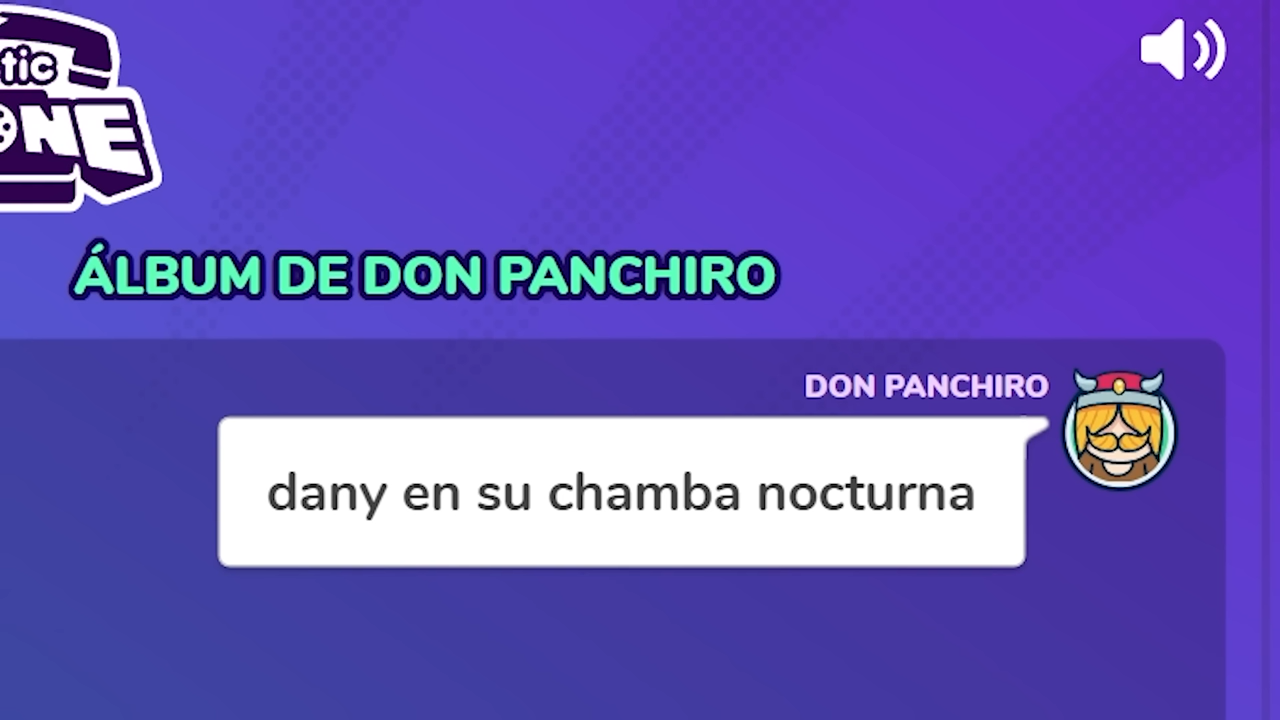 tic
ONE
ÁLBUM DE DON PANCHIRO
DON PANCHIRO
dany en su chamba nocturna